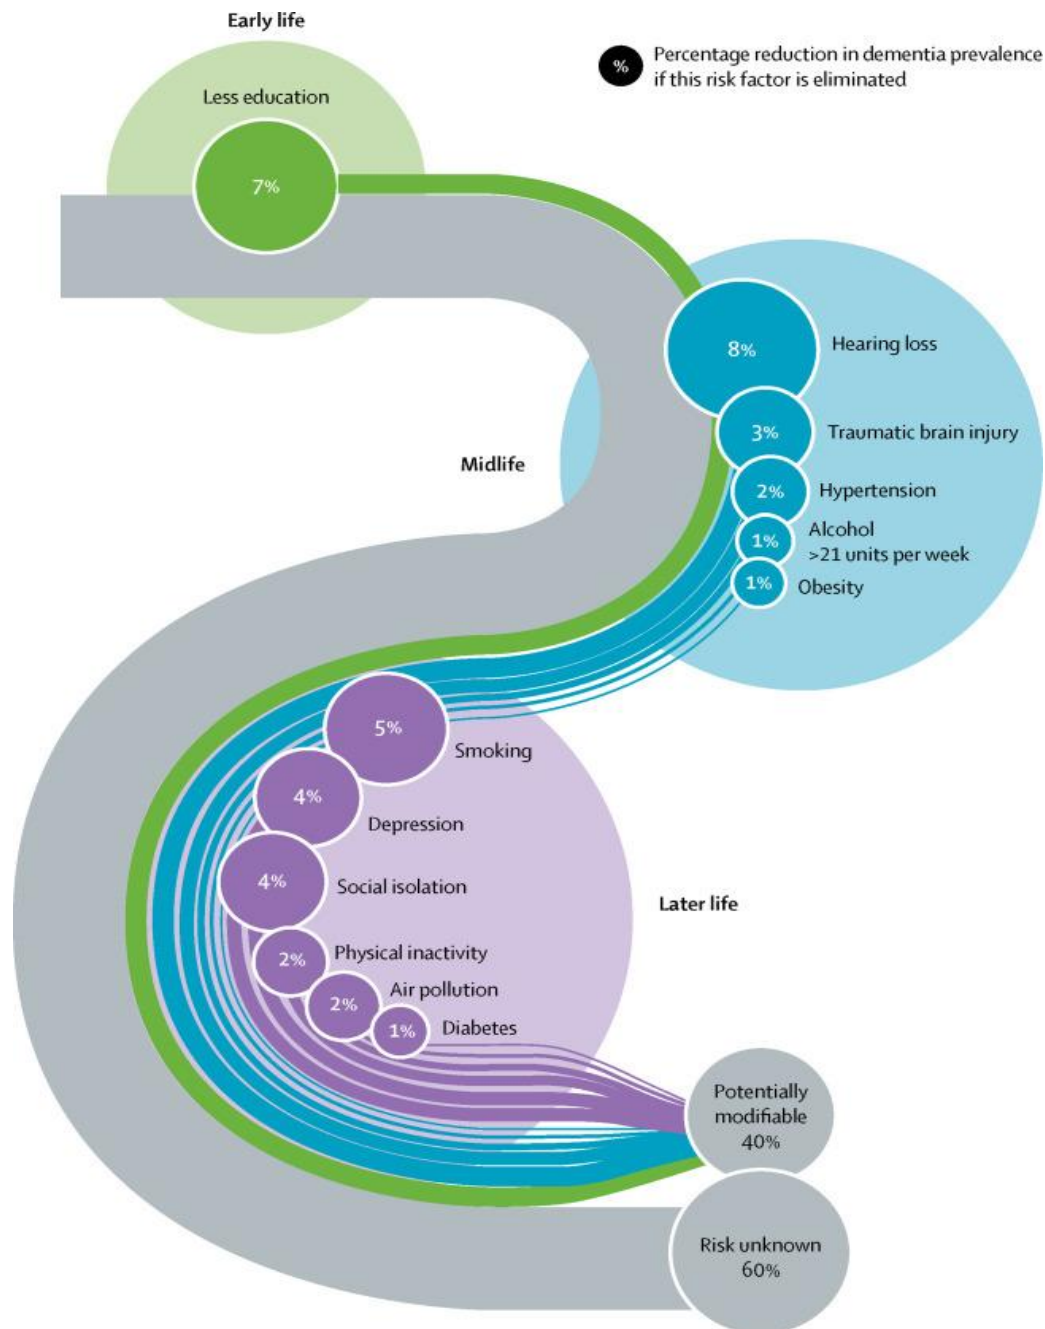 Early life
% Percentage reduction in dementia prevalence
if this risk factor is eliminated
Less education
7%
8% Hearing loss
3% Traumatic brain injury
Midlife
2% Hypertension
1% Alcohol
>21 units per week
1% Obesity
5% Smoking
4% Depression
4% Social isolation
Later life
2% Physical inactivity
2% Air pollution
1% Diabetes
Potentially
modifiable
40%
Risk unknown
60%